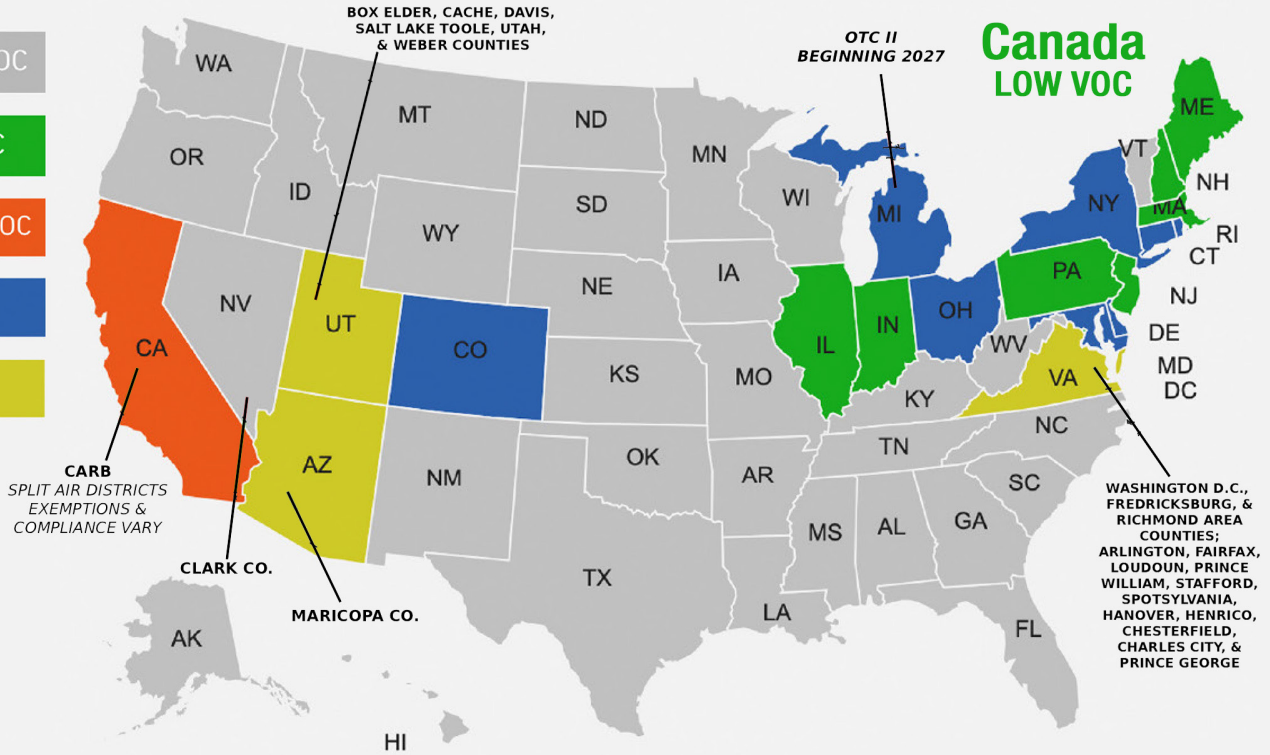 BOX ELDER, CACHE, DAVIS,
SALT LAKE TOOLE, UTAH,
& WEBER COUNTIES
OTC II
BEGINNING 2027
Canada
LOW VOC
OC
C
OC
WA
OR
ID
MT
ND
MN
SD
WI
WY
MI
NY
VT
ME
NH
MA
RI
CT
NV
UT
CO
NE
IA
IL
IN
OH
PA
NJ
DE
MD
DC
CA
KS
MO
KY
WV
VA
AZ
NM
OK
AR
TN
NC
SC
TX
LA
MS
AL
GA
FL
AK
HI
CARB
SPLIT AIR DISTRICTS
EXEMPTIONS &
COMPLIANCE VARY
CLARK CO.
MARICOPA CO.
WASHINGTON D.C.,
FREDRICKSBURG, &
RICHMOND AREA
COUNTIES;
ARLINGTON, FAIRFAX,
LOUDOUN, PRINCE
WILLIAM, STAFFORD,
SPOTSYLVANIA,
HANOVER, HENRICO,
CHESTERFIELD,
CHARLES CITY, &
PRINCE GEORGE